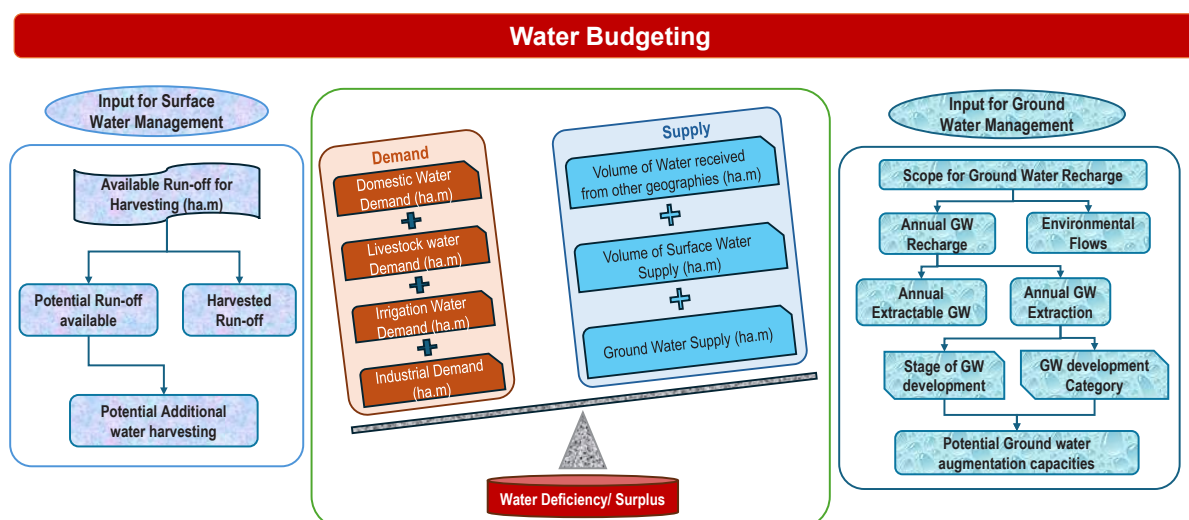 Water Budgeting
Input for Surface
Water Management
Available Run-off for
Harvesting (ha.m)
Potential Run-off
available
Harvested
Run-off
Potential Additional
water harvesting
Demand
Domestic Water
Demand (ha.m)
Livestock water
Demand (ha.m)
Irrigation Water
Demand (ha.m)
Industrial Demand
(ha.m)
Supply
Volume of Water received
from other geographies (ha.m)
Volume of Surface Water
Supply (ha.m)
Ground Water Supply (ha.m)
Water Deficiency/ Surplus
Input for Ground
Water Management
Scope for Ground Water Recharge
Annual GW
Recharge
Environmental
Flows
Annual
Extractable GW
Annual GW
Extraction
Stage of GW
development
GW development
Category
Potential Ground water
augmentation capacities